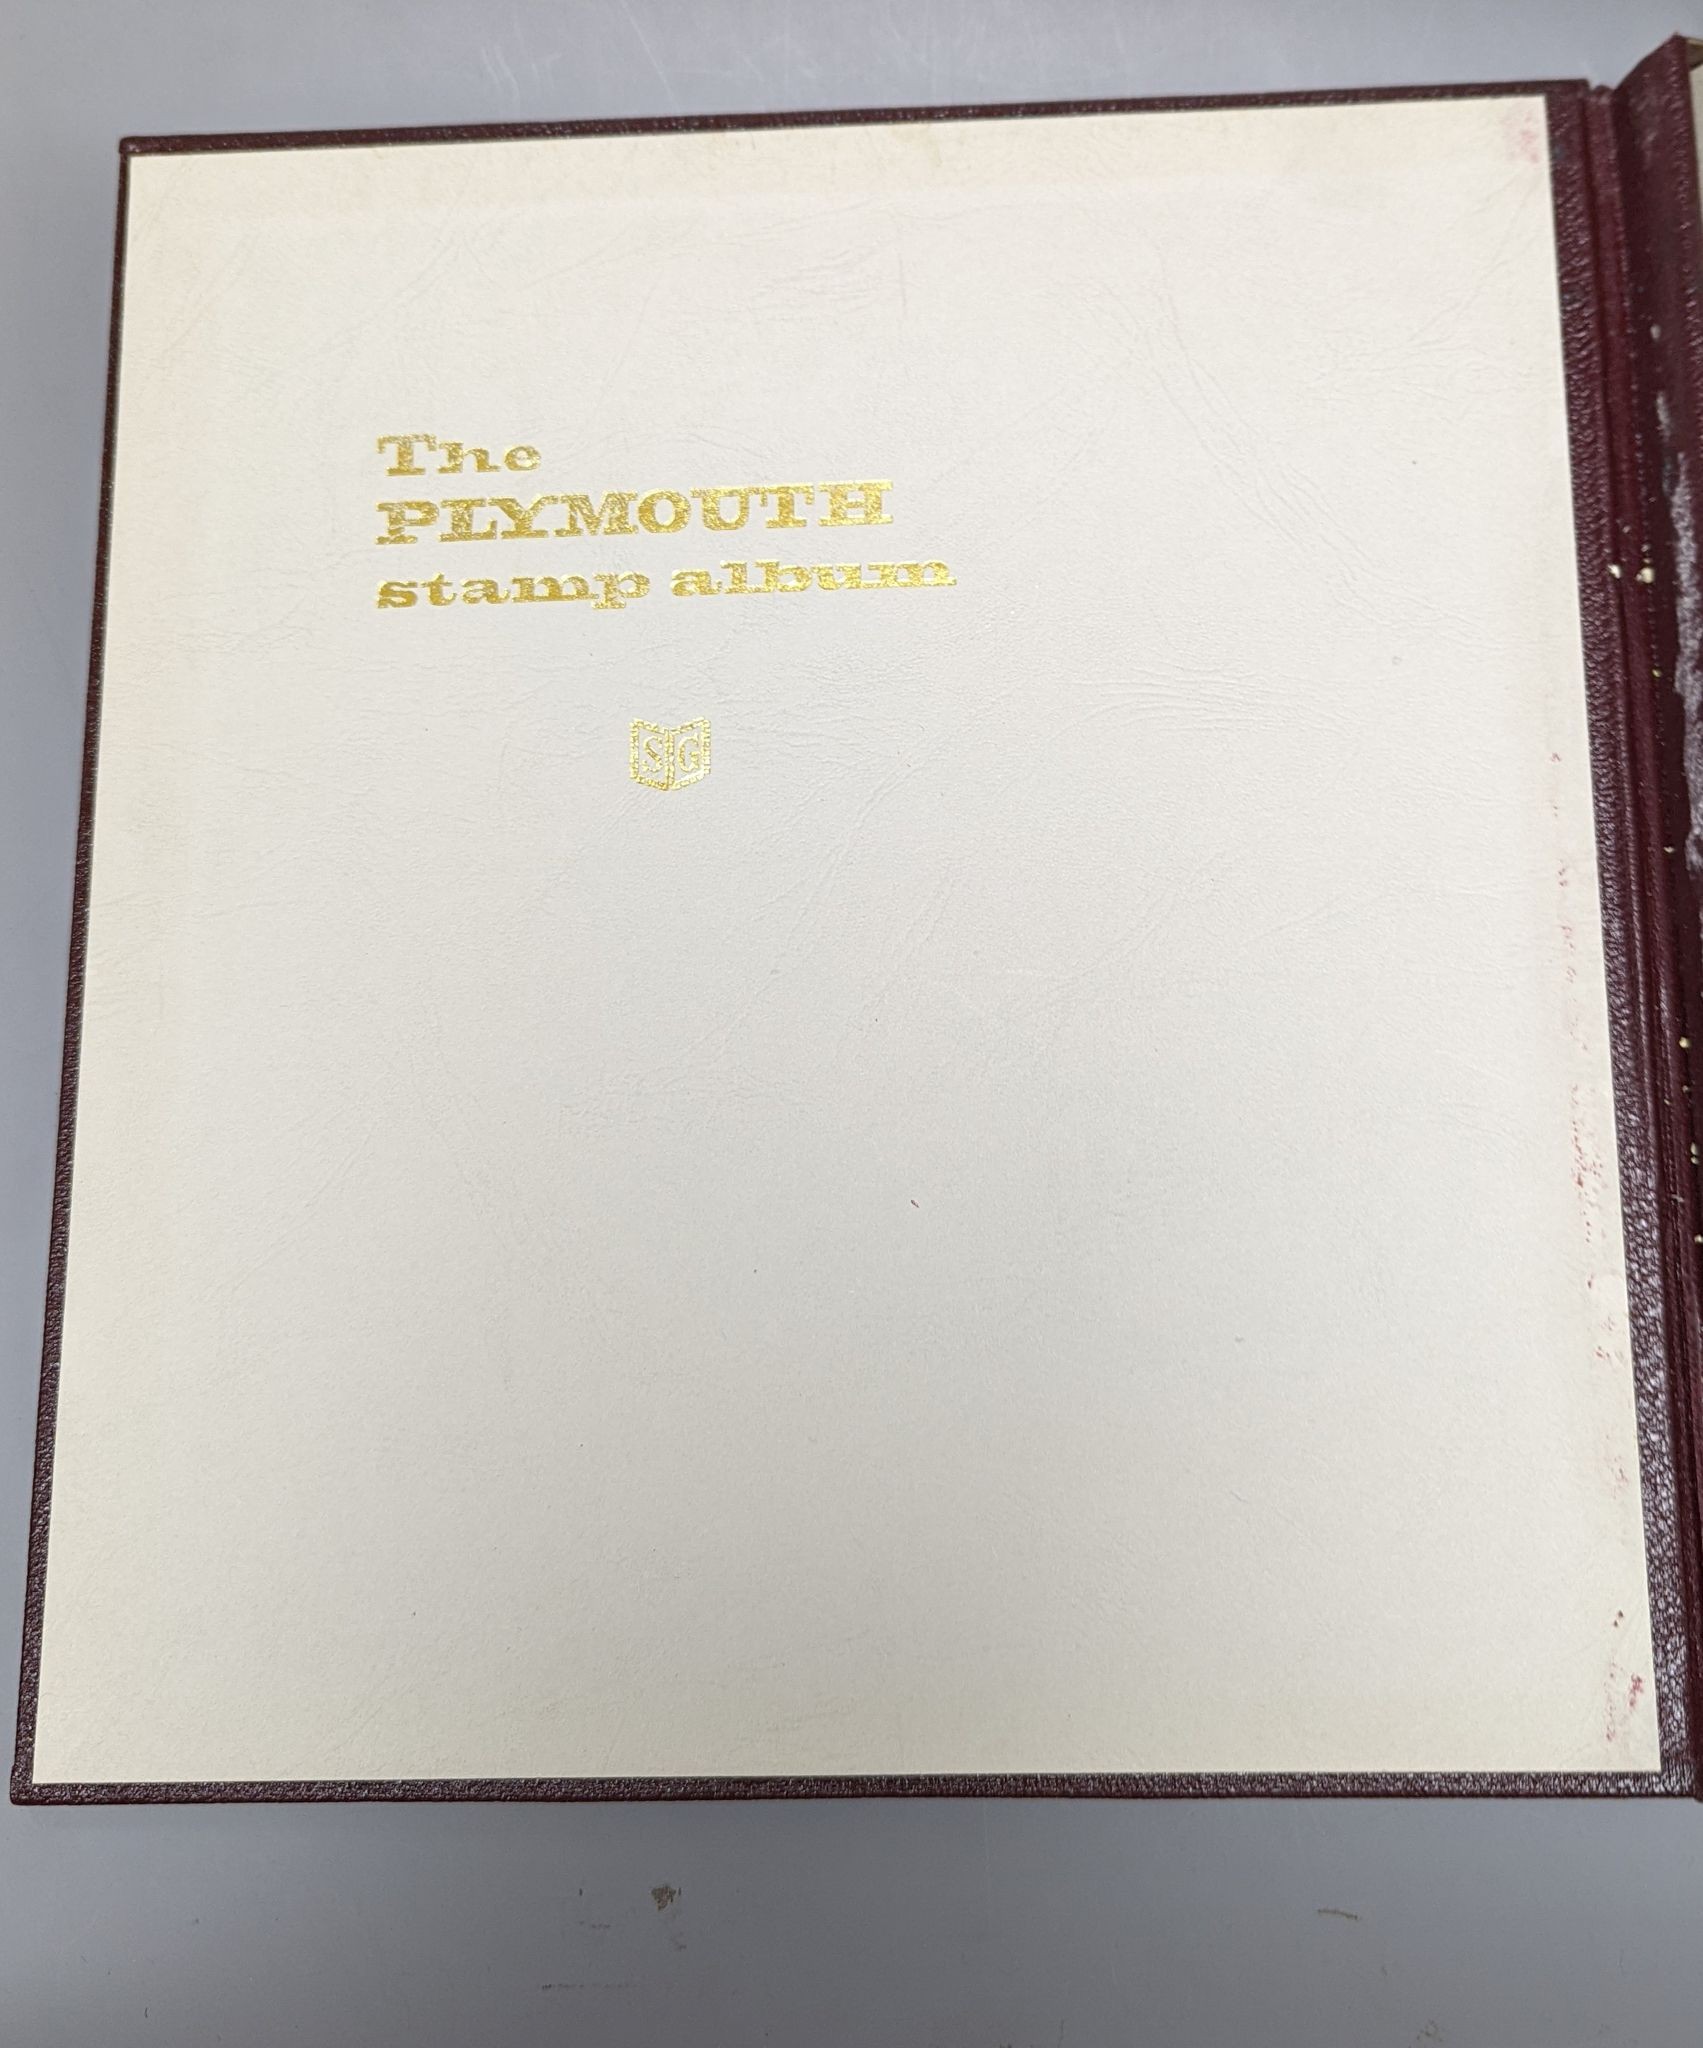 The
PLYMOUTH
stamp album
SG